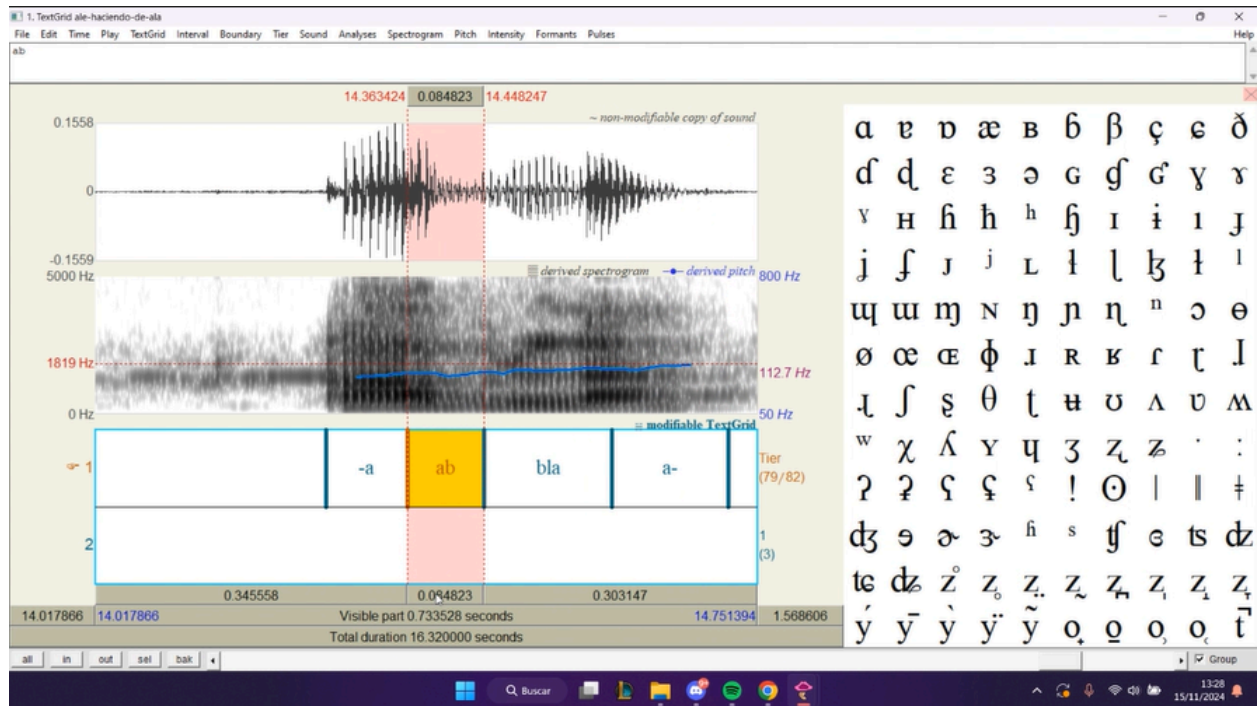 1. TextGrid ale-haciendo-de-ala
File Edit Time Play TextGrid Interval Boundary Tier Sound Analyses Spectrogram Pitch Intensity Formants Pulses Help
ab
14.363424 0.084823 14.448247
~ non-modifiable copy of sound
0.1558
0
-0.1559
5000 Hz derived spectrogram derived pitch 800 Hz
1819 Hz 112.7 Hz
0 Hz 50 Hz
modifiable TextGrid
1 -a ab bla a- Tier (79/82)
2 1 (3)
0.345558 0.084823 0.303147
14.017866 14.017866 Visible part 0.733528 seconds 14.751394 1.568606
Total duration 16.320000 seconds
all in out sel bak Group
ɑ ɐ ɒ æ ʙ ɓ β ç ɕ ð
ɗ ɖ ɛ ɜ ə ɢ ɠ ʛ ɣ ɤ
ˠ ʜ ɦ ħ ʰ ɧ ɪ ɨ ı ɟ
ʝ ʄ ᴊ ʲ ʟ ɫ ɭ ɮ ɫ ˡ
ɰ ɯ ɱ ɴ ŋ ɲ ɳ ⁿ ɔ ɵ
ø œ ɶ ɸ ɹ ʀ ʁ ɾ ɽ ɺ
ɻ ʃ ʂ θ ʈ ʉ ʊ ʌ ʋ ʍ
ʷ χ ʎ ʏ ɥ ʒ ʐ ʑ ˑ ː
ʔ ʡ ʕ ʢ ˤ ǃ ʘ ǀ ǁ ǂ
ʤ ɘ ɚ ɝ ʱ ˢ ʧ ɞ ʦ ʣ
ʨ ʥ
Buscar
13:28
15/11/2024